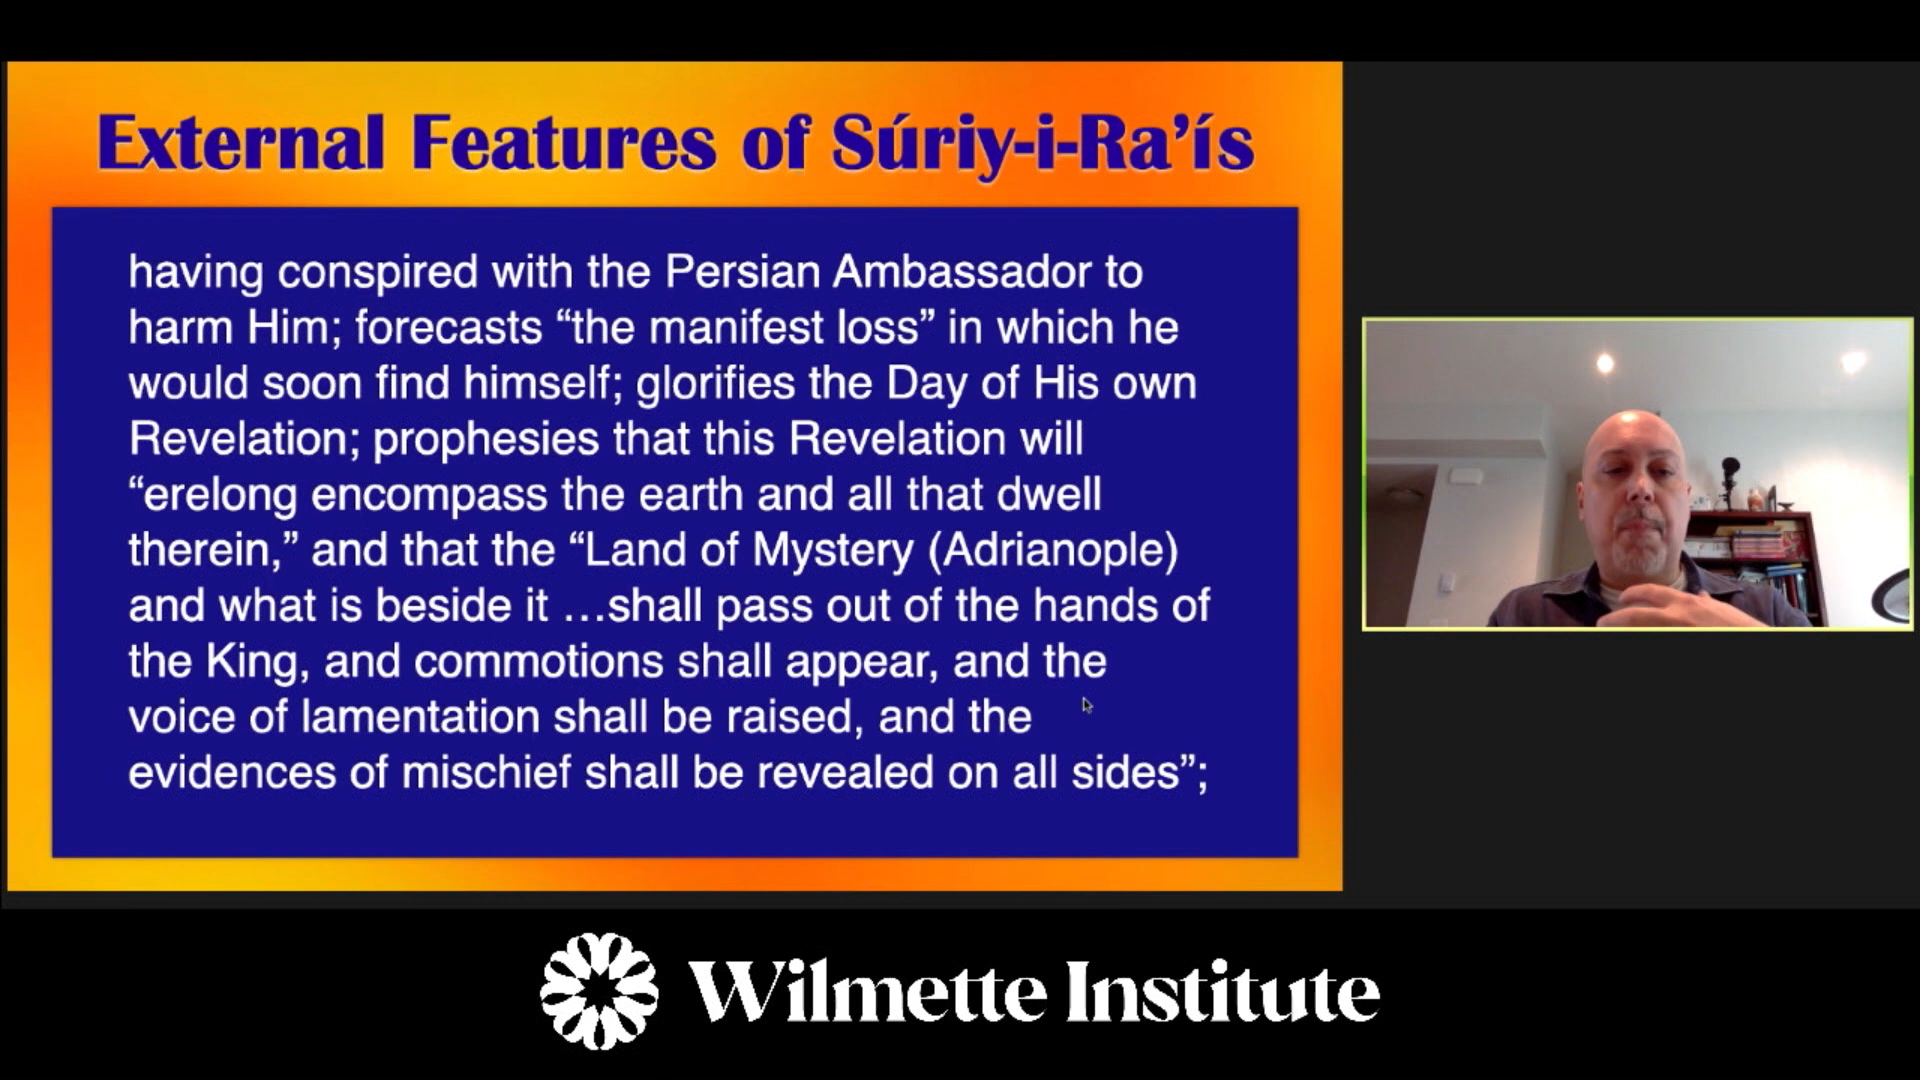 External Features of Súriy-i-Ra’ís
having conspired with the Persian Ambassador to
harm Him; forecasts “the manifest loss” in which he
would soon find himself; glorifies the Day of His own
Revelation; prophesies that this Revelation will
“erelong encompass the earth and all that dwell
therein,” and that the “Land of Mystery (Adrianople)
and what is beside it …shall pass out of the hands of
the King, and commotions shall appear, and the
voice of lamentation shall be raised, and the
evidences of mischief shall be revealed on all sides”;
Wilmette Institute